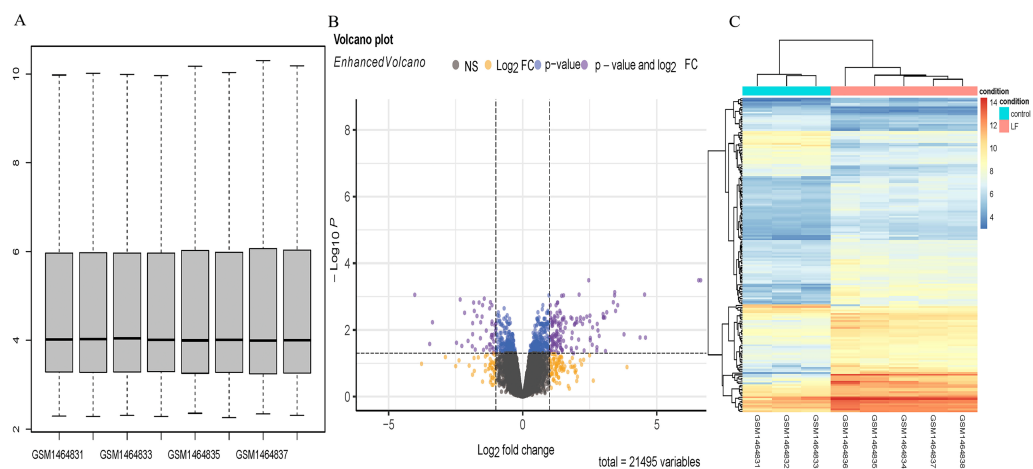 A
10
8
6
4
2
GSM1464831
GSM1464833
GSM1464835
GSM1464837
B
Volcano plot
EnhancedVolcano
NS
Log2 FC
p-value
p − value and log2 FC
8
6
4
2
0
− Log10 P
-5
0
5
Log2 fold change
total = 21495 variables
C
condition
14
12
10
8
6
4
condition
control
LF
GSM1464831
GSM1464832
GSM1464833
GSM1464836
GSM1464835
GSM1464834
GSM1464837
GSM1464838